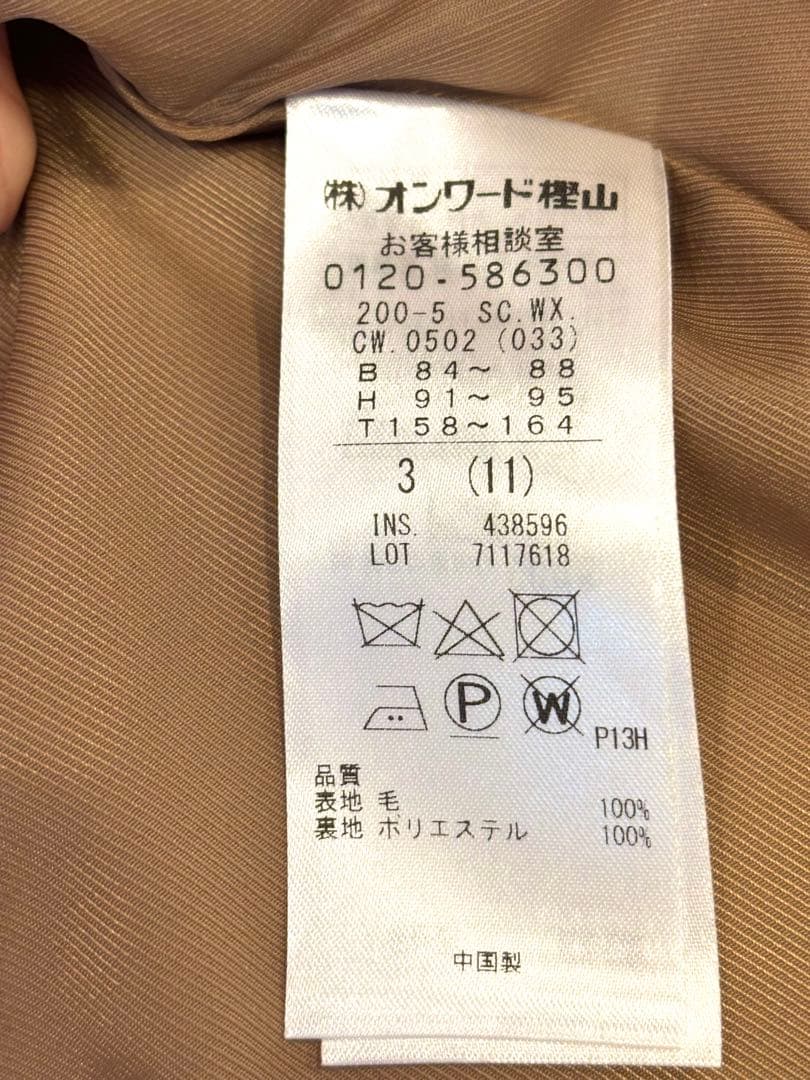 ㈱オンワード樫山
お客様相談室
0120-586300
200-5 SC.WX.
CW.0502 (033)
B 84〜 88
H 91〜 95
T158〜164
3 (11)
INS. 438596
LOT 7117618
P W P13H
品質
表地 毛 100%
裏地 ポリエステル 100%
中国製